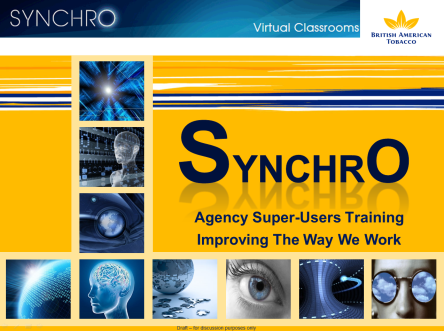 SYNCHRO
Virtual Classrooms
BRITISH AMERICAN
TOBACCO
SYNCHRO
Agency Super-Users Training
Improving The Way We Work
Draft – for discussion purposes only